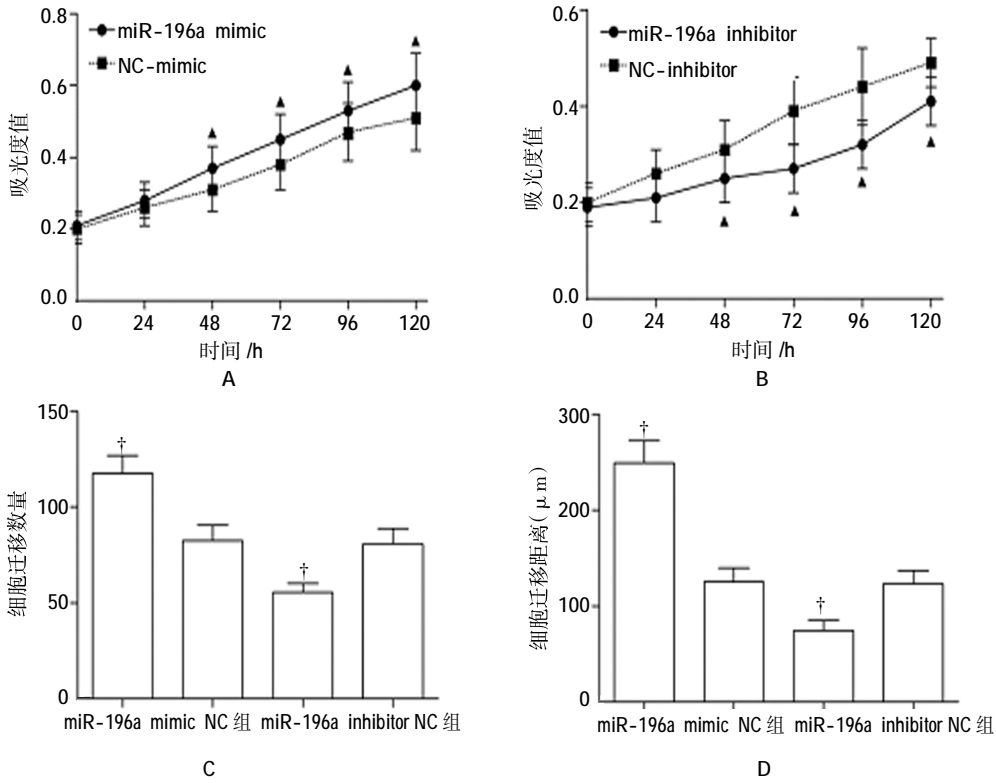 0.8
0.6
0.4
0.2
0.0
吸光度值
miR-196a mimic
NC-mimic
▲ ▲ ▲ ▲
0 24 48 72 96 120
时间 /h
A
0.6
0.4
0.2
0.0
吸光度值
miR-196a inhibitor
NC-inhibitor
▲ ▲ ▲ ▲
0 24 48 72 96 120
时间 /h
B
150
100
50
0
细胞迁移数量
† †
miR-196a mimic NC 组 miR-196a inhibitor NC 组
C
300
200
100
0
细胞迁移距离(μm)
† †
miR-196a mimic NC 组 miR-196a inhibitor NC 组
D